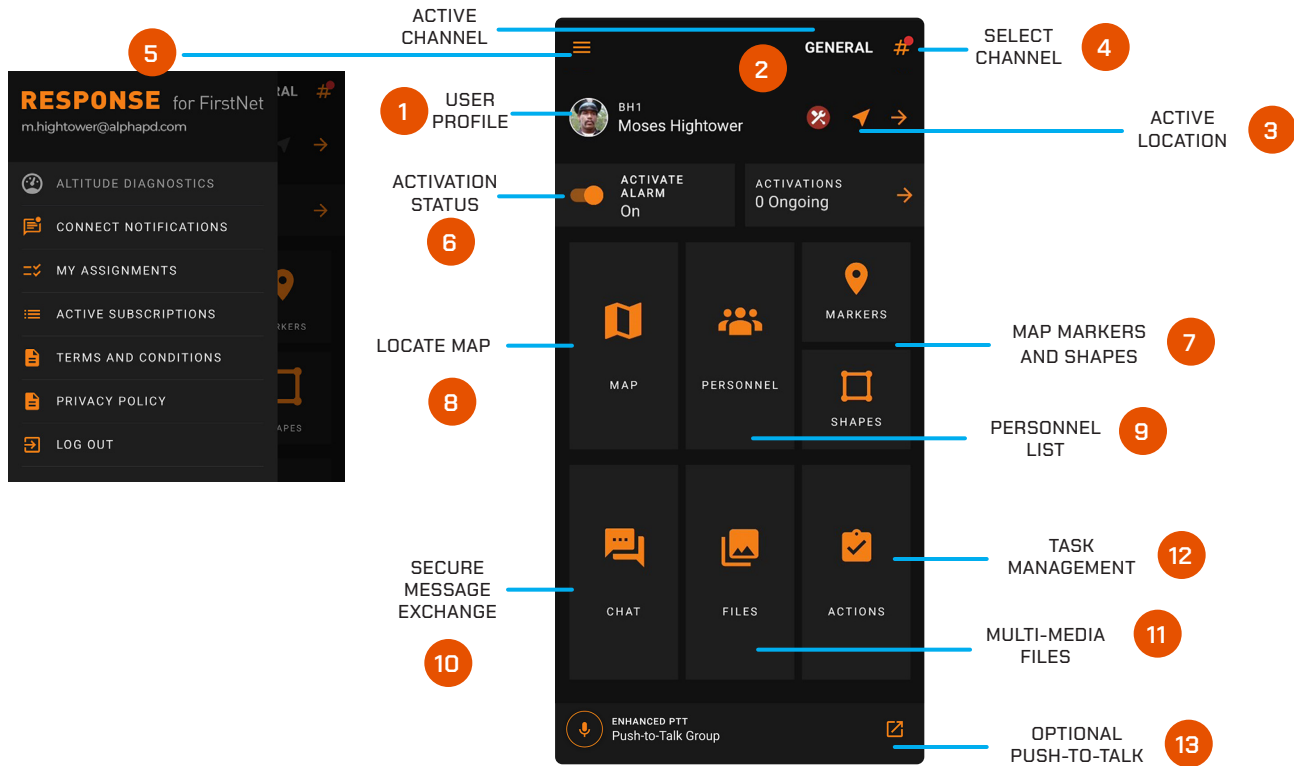 ACTIVE
CHANNEL
5
2
GENERAL
SELECT
CHANNEL
4
RESPONSE for FirstNet
m.hightower@alphapd.com
RAL
1
USER
PROFILE
BH1
Moses Hightower
ACTIVE
LOCATION
3
ALTITUDE DIAGNOSTICS
CONNECT NOTIFICATIONS
MY ASSIGNMENTS
ACTIVE SUBSCRIPTIONS
RKERS
TERMS AND CONDITIONS
PRIVACY POLICY
APES
LOG OUT
ACTIVATION
STATUS
6
ACTIVATE
ALARM
On
ACTIVATIONS
0 Ongoing
LOCATE MAP
8
MAP
PERSONNEL
MARKERS
SHAPES
MAP MARKERS
AND SHAPES
7
PERSONNEL
LIST
9
SECURE
MESSAGE
EXCHANGE
10
CHAT
FILES
ACTIONS
TASK
MANAGEMENT
12
MULTI-MEDIA
FILES
11
ENHANCED PTT
Push-to-Talk Group
OPTIONAL
PUSH-TO-TALK
13